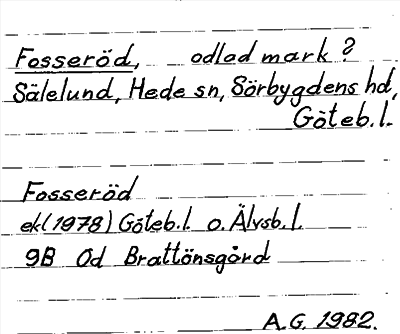 Fosseröd, odlad mark?
Sälelund, Hede sn, Sörbygdens hd,
Göteb.l.
Fosseröd
ek(1978) Göteb.l. o. Älvsb.l.
9B Od Brattönsgård
A.G. 1982.